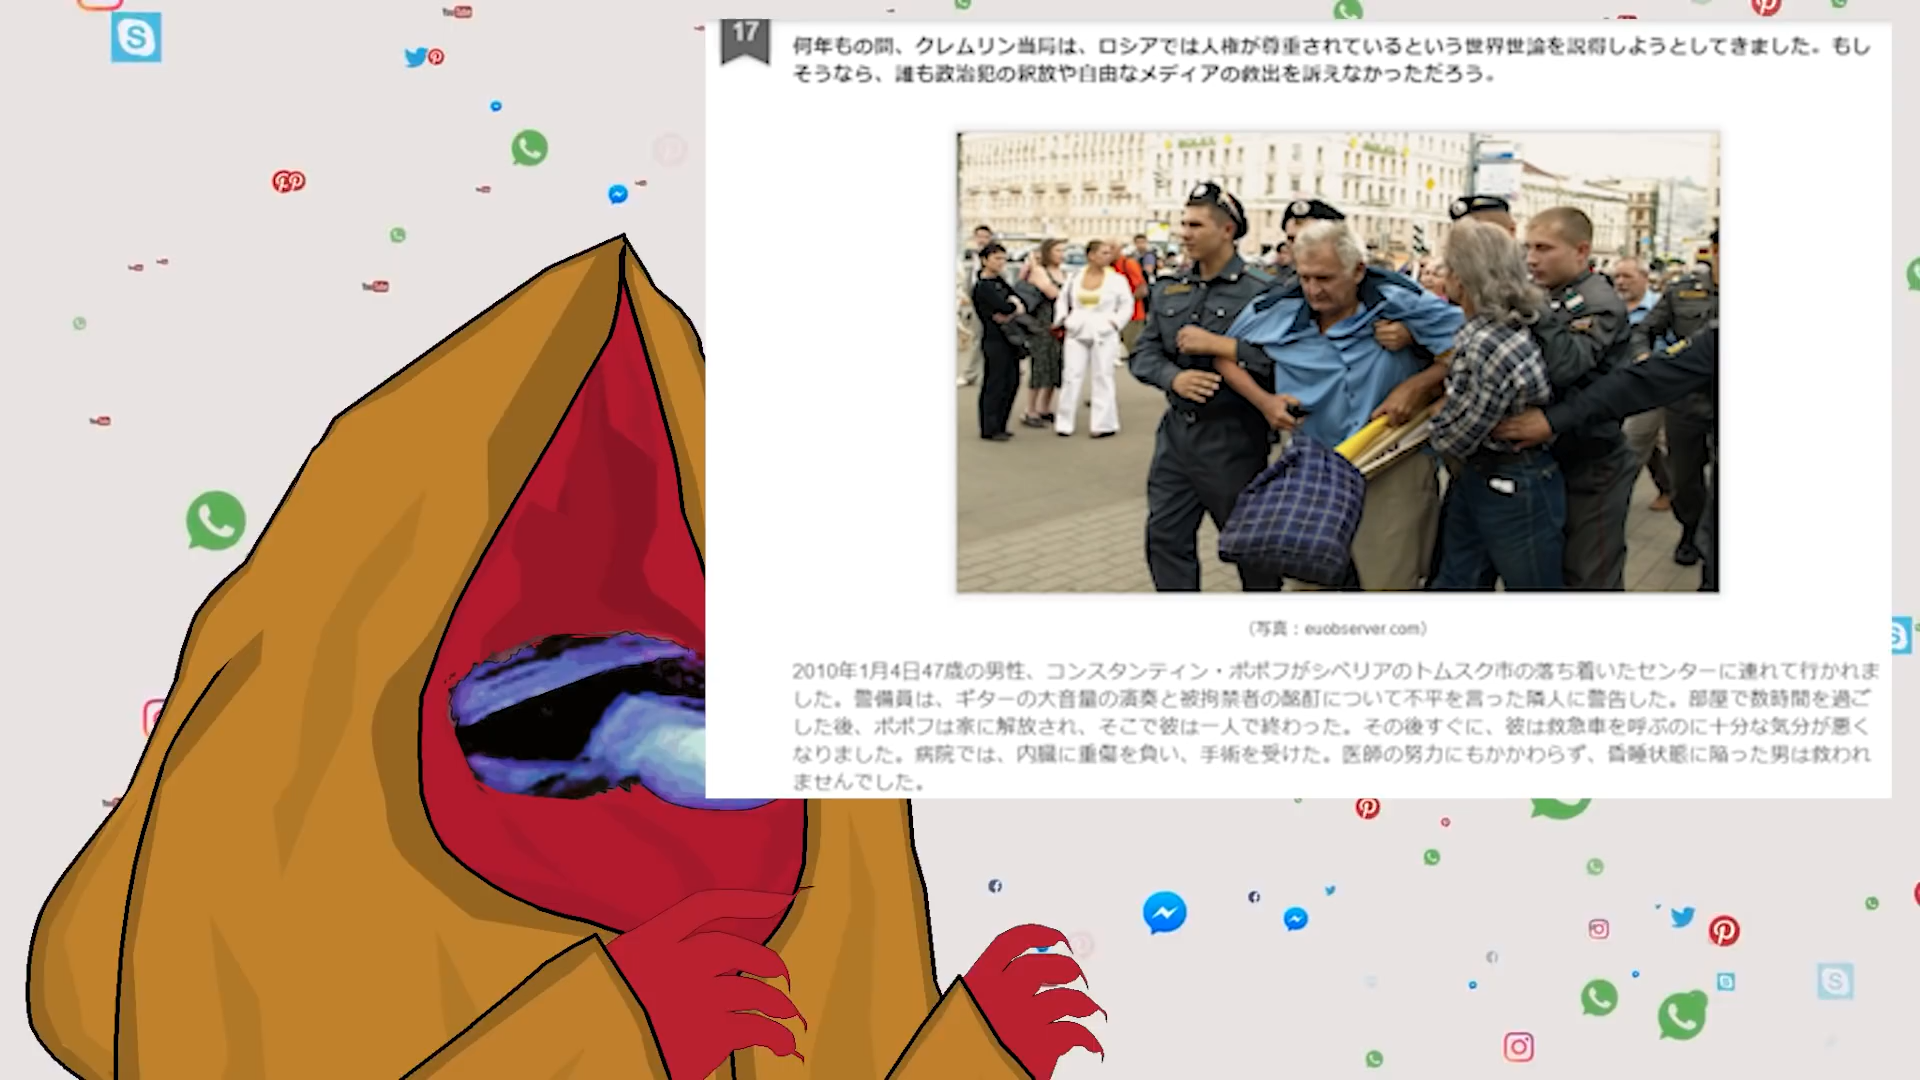 17
何年もの間、クレムリン当局は、ロシアでは人権が尊重されているという世界世論を説得しようとしてきました。もし
そうなら、誰も政治犯の釈放や自由なメディアの救出を訴えなかっただろう。
ROLEX
(写真：euobserver.com)
2010年1月4日47歳の男性、コンスタンティン・ポポフがシベリアのトムスク市の落ち着いたセンターに連れて行かれま
した。警備員は、ギターの大音量の演奏と被拘禁者の酩酊について不平を言った隣人に警告した。部屋で数時間を過ご
した後、ポポフは家に解放され、そこで彼は一人で終わった。その後すぐに、彼は救急車を呼ぶのに十分な気分が悪く
なりました。病院では、内臓に重傷を負い、手術を受けた。医師の努力にもかかわらず、昏睡状態に陥った男は救われ
ませんでした。